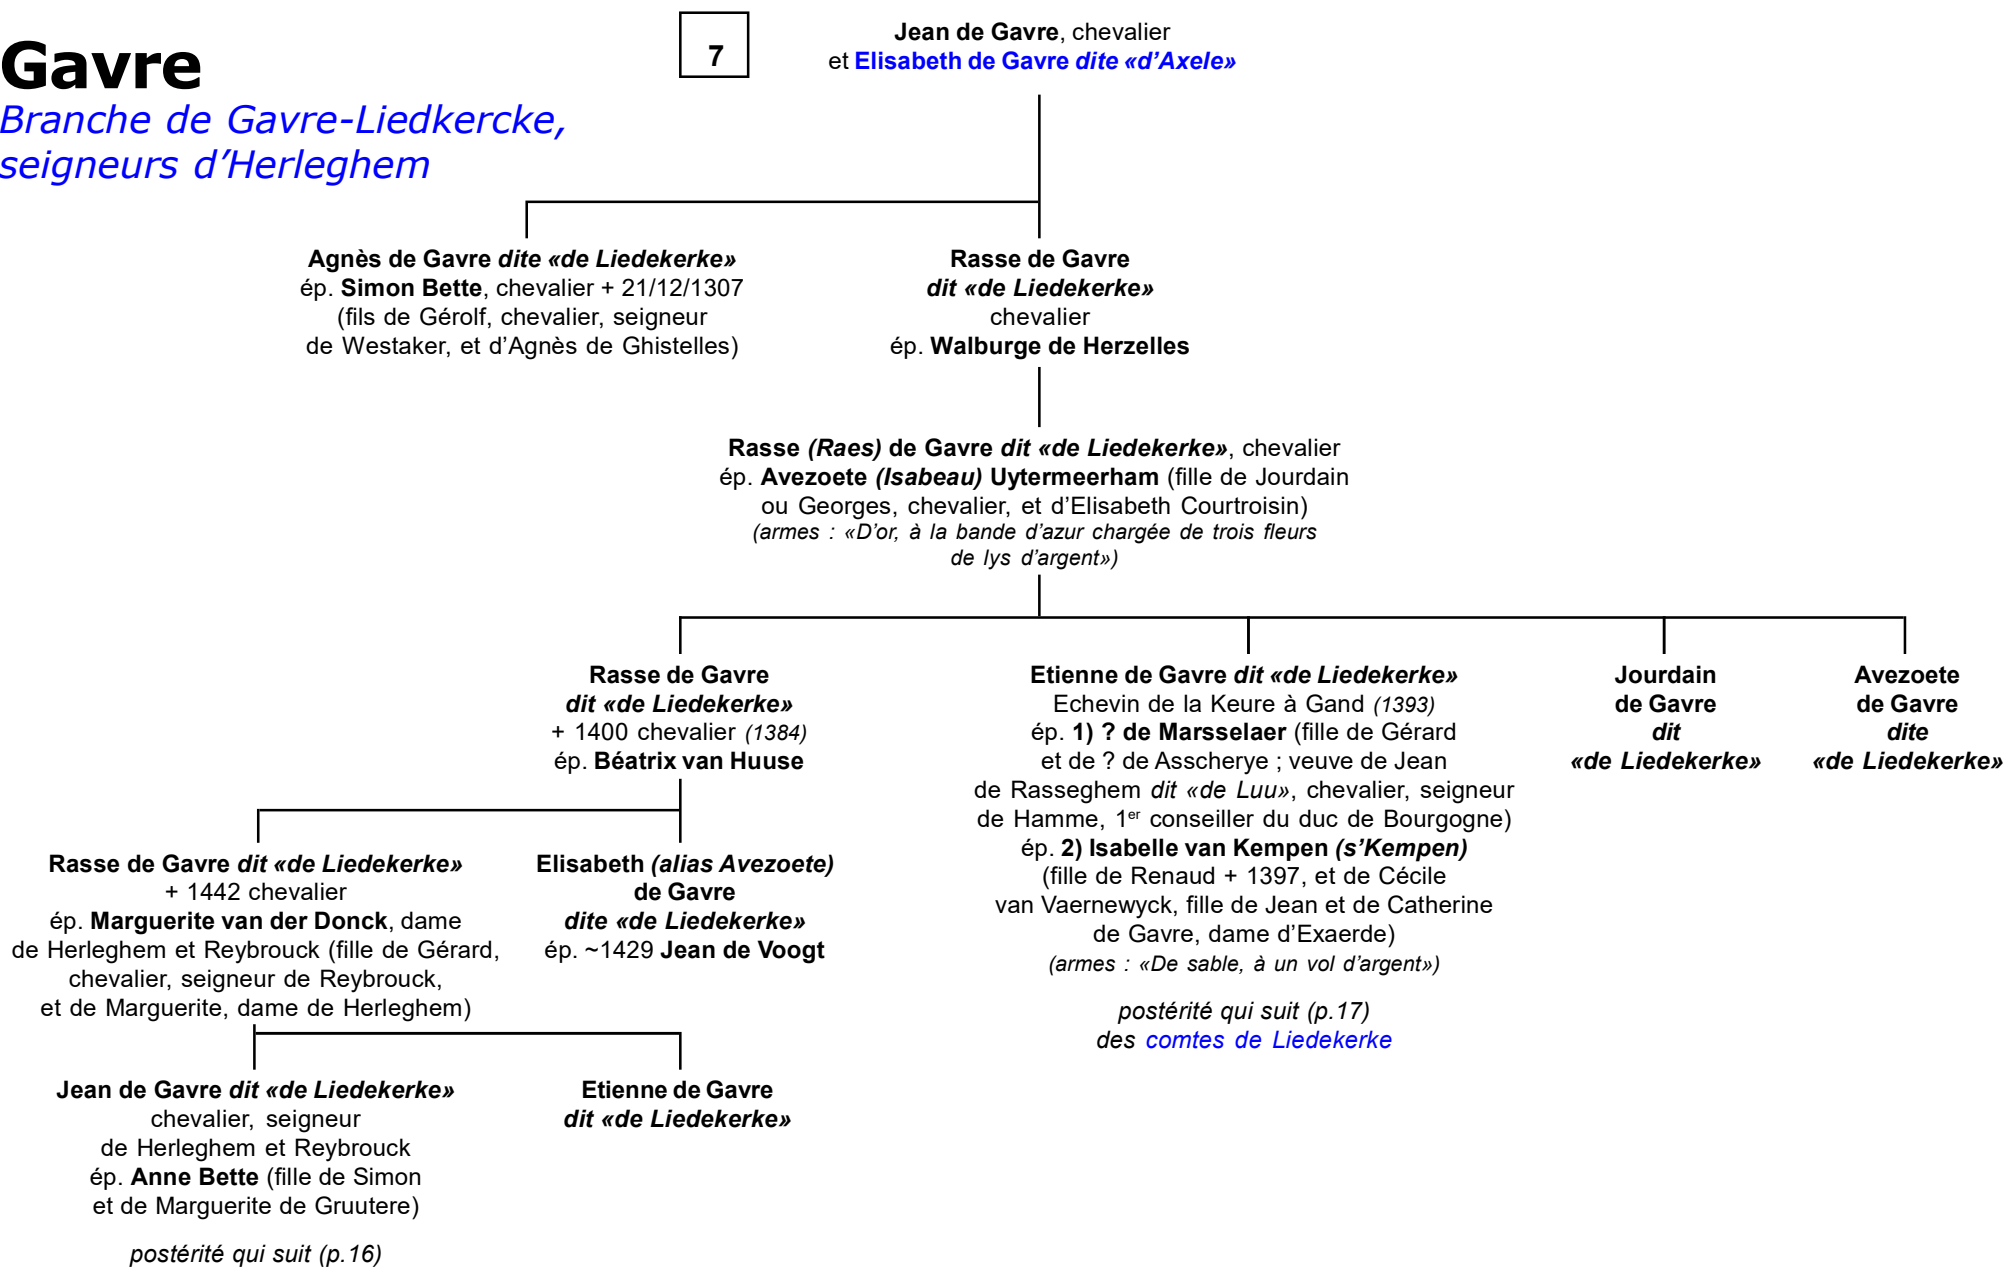 Gavre
Branche de Gavre-Liedkercke,
seigneurs d'Herleghem
7
Jean de Gavre, chevalier
et Elisabeth de Gavre dite «d'Axele»
Agnès de Gavre dite «de Liedekerke»
ép. Simon Bette, chevalier + 21/12/1307
(fils de Gérolf, chevalier, seigneur
de Westaker, et d'Agnès de Ghistelles)
Rasse de Gavre
dit «de Liedekerke»
chevalier
ép. Walburge de Herzelles
Rasse (Raes) de Gavre dit «de Liedekerke», chevalier
ép. Avezoete (Isabeau) Uytermeerham (fille de Jourdain
ou Georges, chevalier, et d'Elisabeth Courtroisin)
(armes : «D'or, à la bande d'azur chargée de trois fleurs
de lys d'argent»)
Rasse de Gavre
dit «de Liedekerke»
+ 1400 chevalier (1384)
ép. Béatrix van Huuse
Etienne de Gavre dit «de Liedekerke»
Echevin de la Keure à Gand (1393)
ép. 1) ? de Marsselaer (fille de Gérard
et de ? de Asscherye ; veuve de Jean
de Rasseghem dit «de Luu», chevalier, seigneur
de Hamme, 1er conseiller du duc de Bourgogne)
ép. 2) Isabelle van Kempen (s'Kempen)
(fille de Renaud + 1397, et de Cécile
van Vaernewyck, fille de Jean et de Catherine
de Gavre, dame d'Exaerde)
(armes : «De sable, à un vol d'argent»)
postérité qui suit (p.17)
des comtes de Liedekerke
Jourdain
de Gavre
dit
«de Liedekerke»
Avezoete
de Gavre
dite
«de Liedekerke»
Rasse de Gavre dit «de Liedekerke»
+ 1442 chevalier
ép. Marguerite van der Donck, dame
de Herleghem et Reybrouck (fille de Gérard,
chevalier, seigneur de Reybrouck,
et de Marguerite, dame de Herleghem)
Elisabeth (alias Avezoete)
de Gavre
dite «de Liedekerke»
ép. ~1429 Jean de Voogt
Jean de Gavre dit «de Liedekerke»
chevalier, seigneur
de Herleghem et Reybrouck
ép. Anne Bette (fille de Simon
et de Marguerite de Gruutere)
postérité qui suit (p.16)
Etienne de Gavre
dit «de Liedekerke»